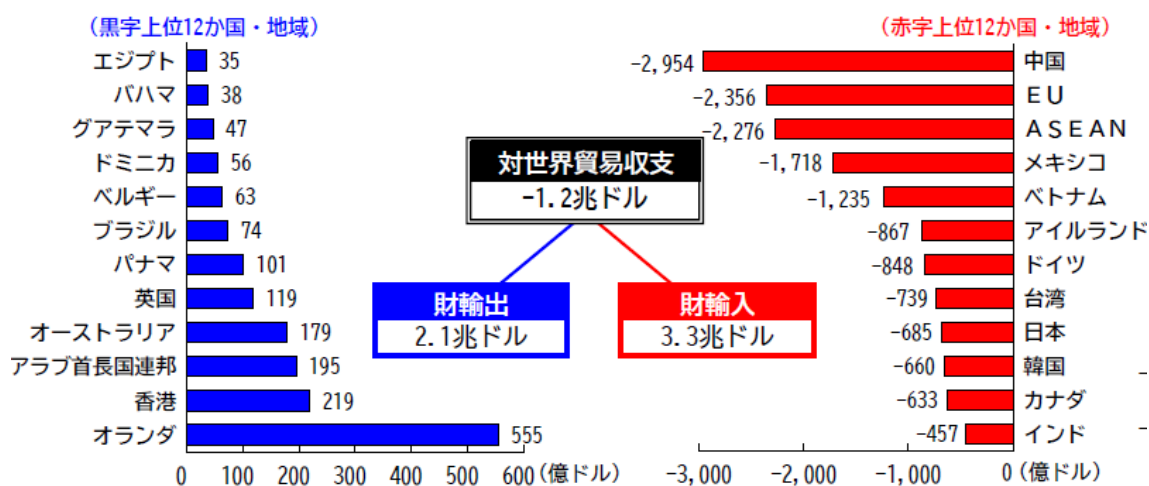 (黒字上位12か国・地域)
エジプト 35
バハマ 38
グアテマラ 47
ドミニカ 56
ベルギー 63
ブラジル 74
パナマ 101
英国 119
オーストラリア 179
アラブ首長国連邦 195
香港 219
オランダ 555
0 100 200 300 400 500 600 (億ドル)
対世界貿易収支
-1.2兆ドル
財輸出
2.1兆ドル
財輸入
3.3兆ドル
(赤字上位12か国・地域)
-2,954 中国
-2,356 EU
-2,276 ASEAN
-1,718 メキシコ
-1,235 ベトナム
-867 アイルランド
-848 ドイツ
-739 台湾
-685 日本
-660 韓国
-633 カナダ
-457 インド
-3,000 -2,000 -1,000 0 (億ドル)